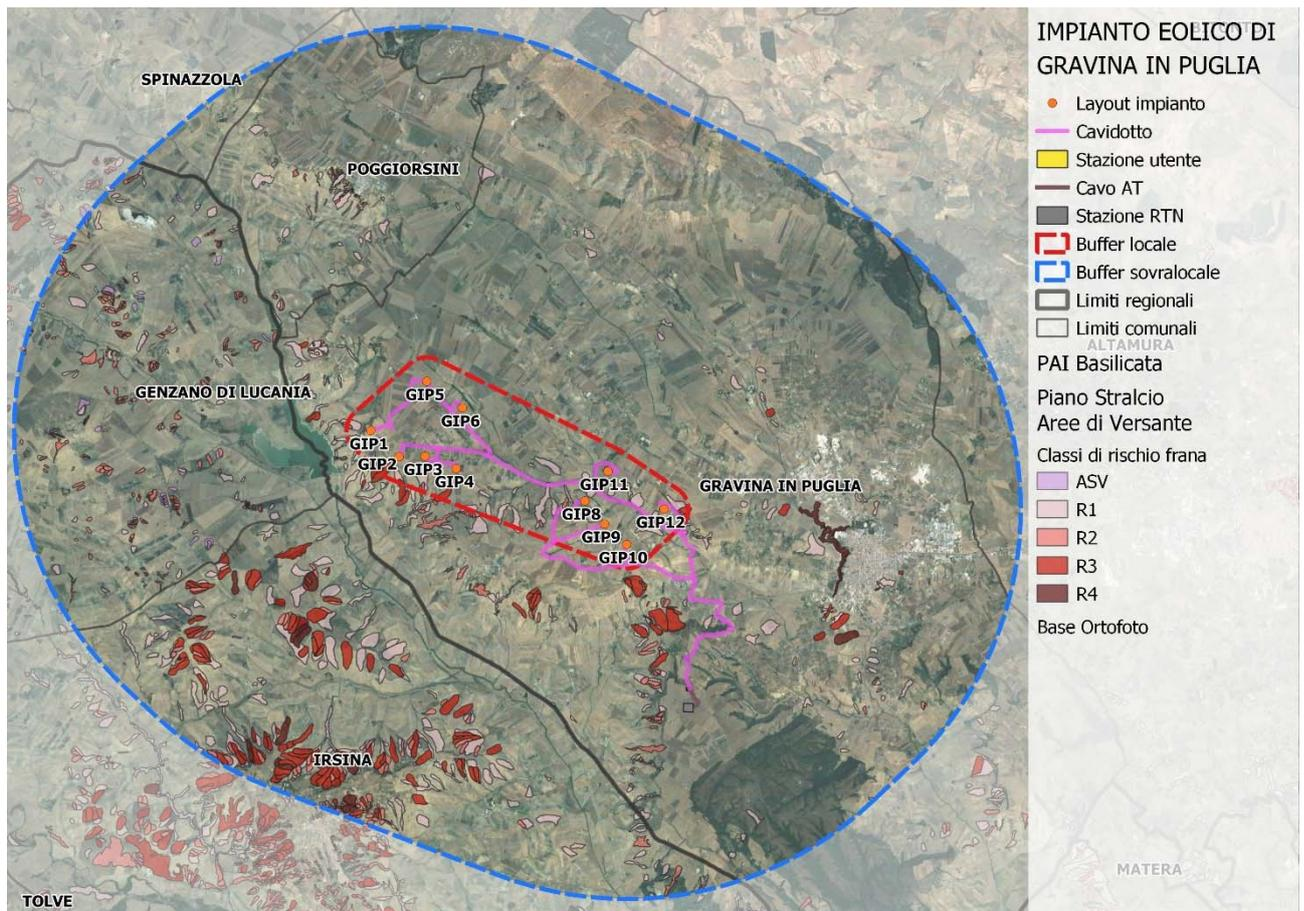 SPINAZZOLA
POGGIORSINI
GENZANO DI LUCANIA
GIP5
GIP6
GIP1
GIP2
GIP3
GIP4
GIP11
GRAVINA IN PUGLIA
GIP8
GIP12
GIP9
GIP10
IRSINA
TOLVE
IMPIANTO EOLICO DI
GRAVINA IN PUGLIA
Layout impianto
Cavidotto
Stazione utente
Cavo AT
Stazione RTN
Buffer locale
Buffer sovralocale
Limiti regionali
Limiti comunali
ALTAMURA
PAI Basilicata
Piano Stralcio
Aree di Versante
Classi di rischio frana
ASV
R1
R2
R3
R4
Base Ortofoto
MATERA